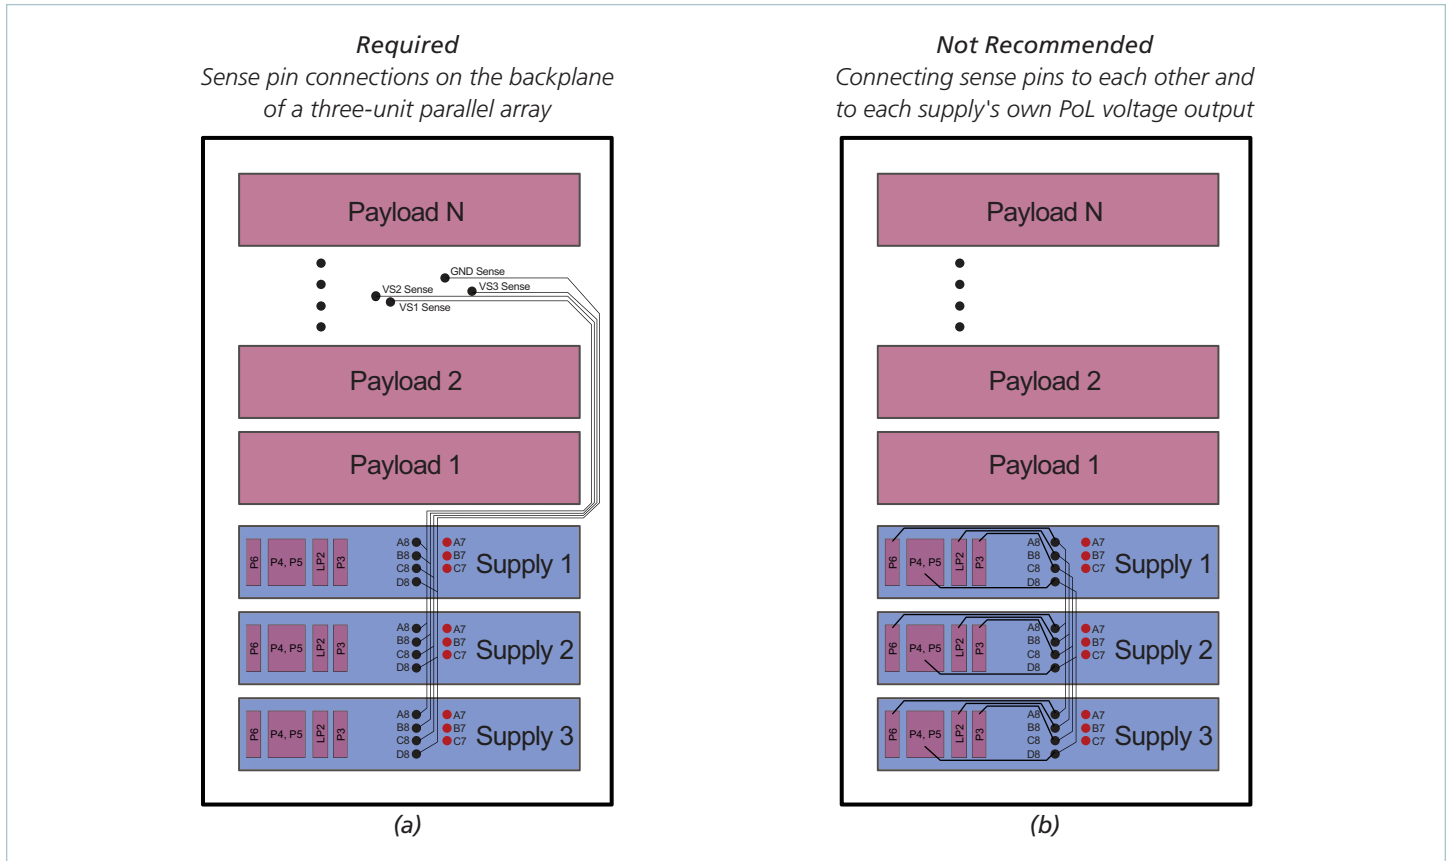 Required
Sense pin connections on the backplane
of a three-unit parallel array
Payload N
GND Sense
VS2 Sense
VS3 Sense
VS1 Sense
Payload 2
Payload 1
P6
P4, P5
LP2
P3
A8
B8
C8
D8
A7
B7
C7
Supply 1
P6
P4, P5
LP2
P3
A8
B8
C8
D8
A7
B7
C7
Supply 2
P6
P4, P5
LP2
P3
A8
B8
C8
D8
A7
B7
C7
Supply 3
(a)
Not Recommended
Connecting sense pins to each other and
to each supply's own PoL voltage output
Payload N
Payload 2
Payload 1
P6
P4, P5
LP2
P3
A8
B8
C8
D8
A7
B7
C7
Supply 1
P6
P4, P5
LP2
P3
A8
B8
C8
D8
A7
B7
C7
Supply 2
P6
P4, P5
LP2
P3
A8
B8
C8
D8
A7
B7
C7
Supply 3
(b)